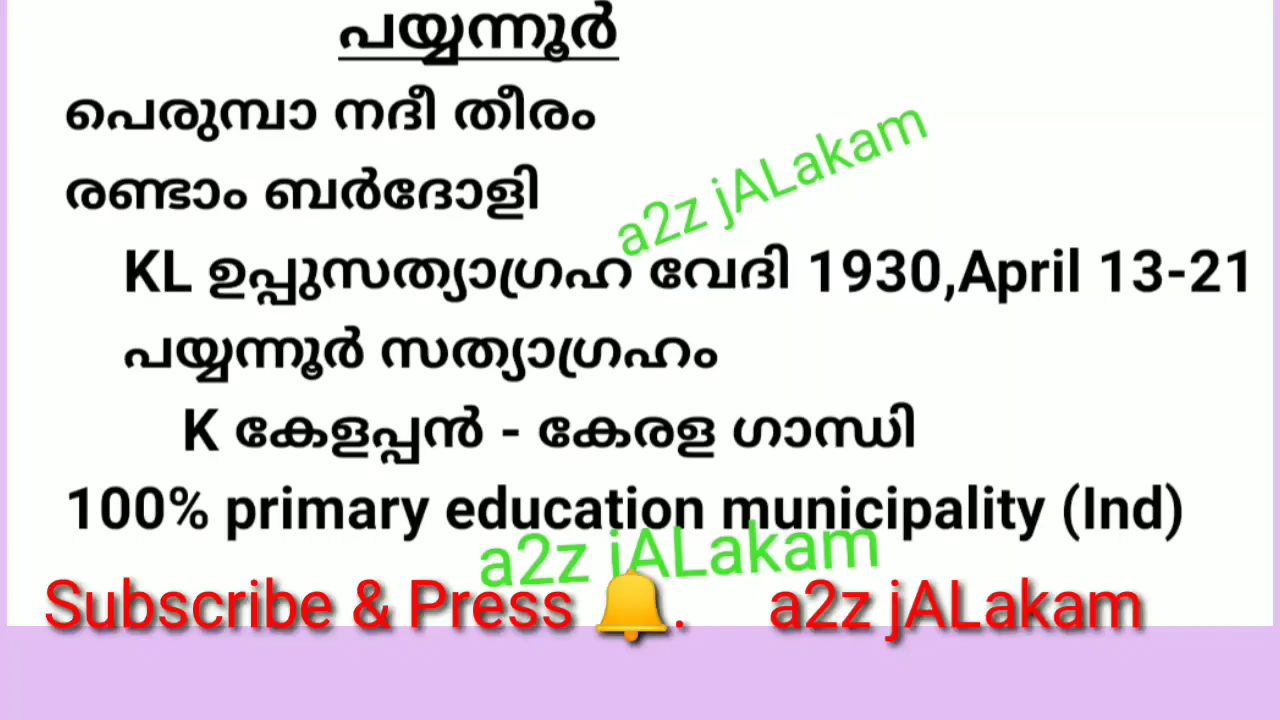 പയ്യന്നൂർ
പെരുമ്പാ നദീ തീരം
രണ്ടാം ബർദോളി
a2z jALakam
KL ഉപ്പുസത്യാഗ്രഹ വേദി 1930,April 13-21
പയ്യന്നൂർ സത്യാഗ്രഹം
K കേളപ്പൻ - കേരള ഗാന്ധി
100% primary education municipality (Ind)
a2z jALakam
Subscribe & Press 🔔. a2z jALakam